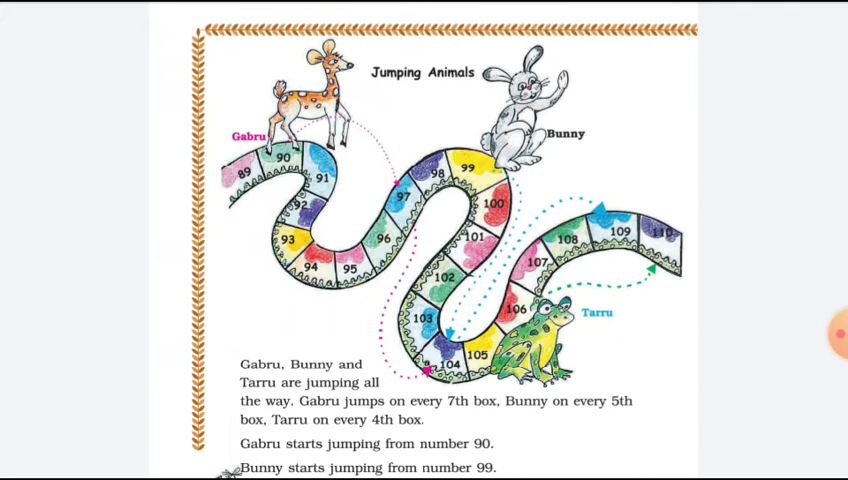 Jumping Animals
Gabru
Bunny
89
90
91
92
93
94
95
96
97
98
99
100
101
102
103
104
105
106
107
108
109
110
Tarru
Gabru, Bunny and
Tarru are jumping all
the way. Gabru jumps on every 7th box, Bunny on every 5th
box, Tarru on every 4th box.
Gabru starts jumping from number 90.
Bunny starts jumping from number 99.